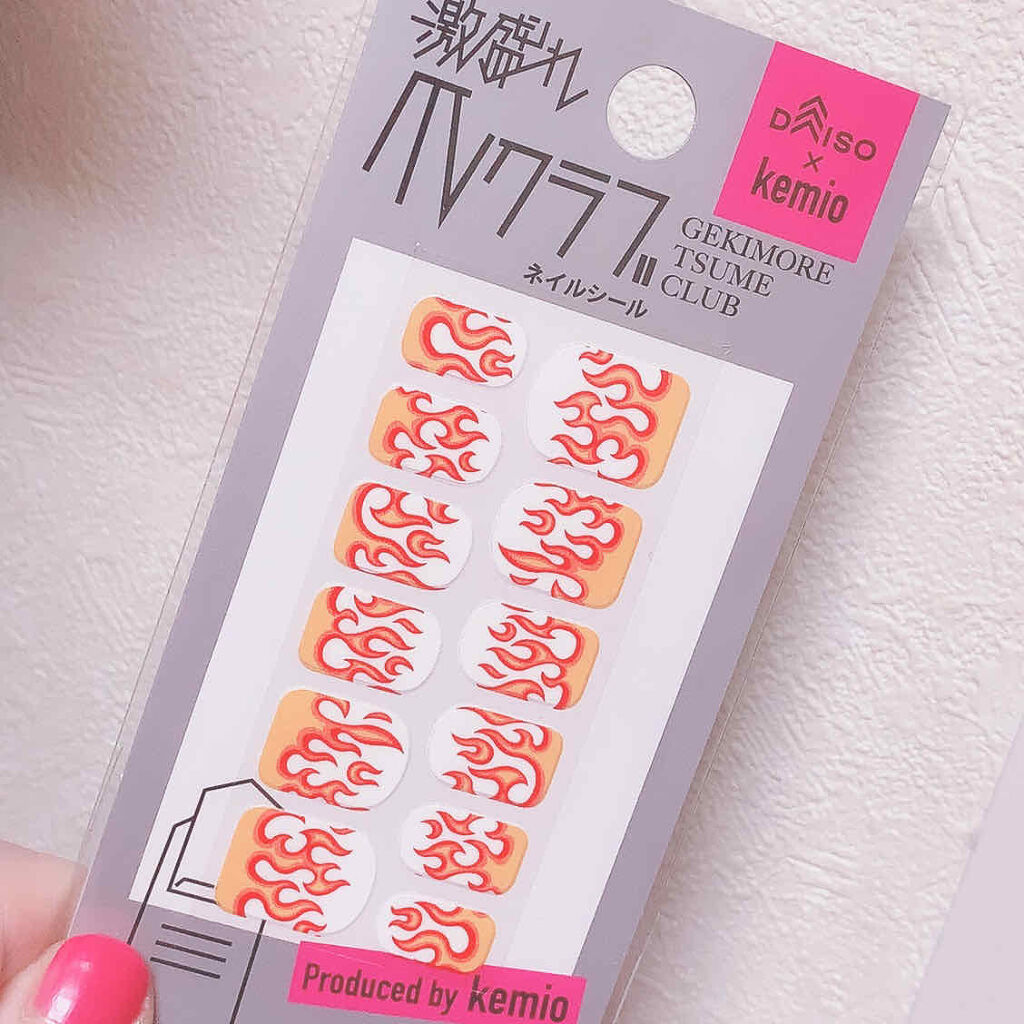 激盛れ
爪クラブ
ネイルシール
DAISO
×
kemio
GEKIMORE
TSUME
CLUB
Produced by kemio